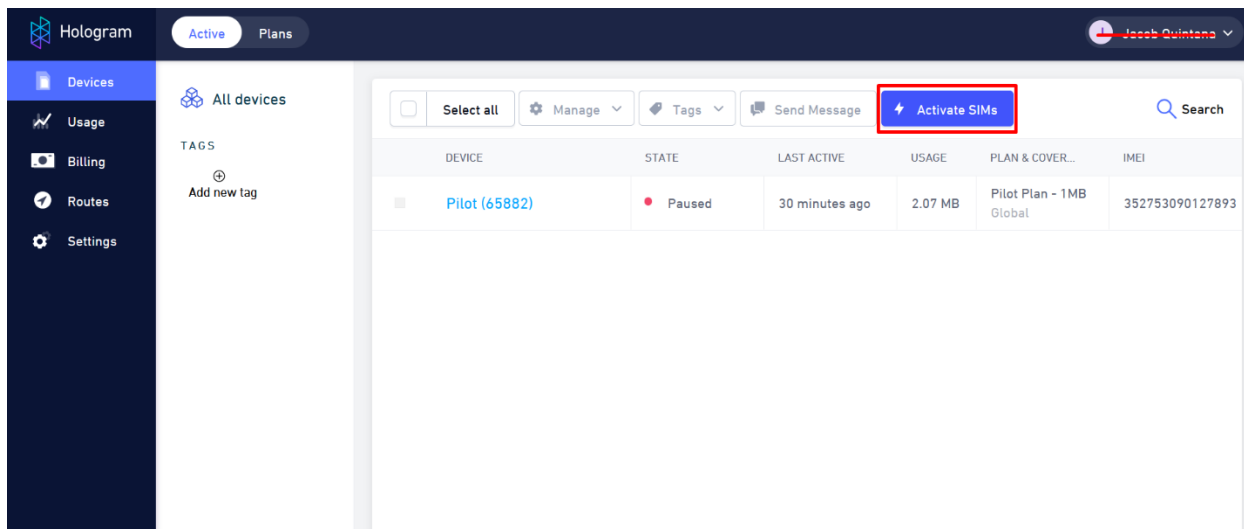 Hologram
Active Plans
Jacob Quintana
Devices
Usage
Billing
Routes
Settings
All devices
TAGS
Add new tag
Select all Manage Tags Send Message Activate SIMs Search
DEVICE STATE LAST ACTIVE USAGE PLAN & COVER... IMEI
Pilot (65882) Paused 30 minutes ago 2.07 MB Pilot Plan - 1MB 352753090127893
Global